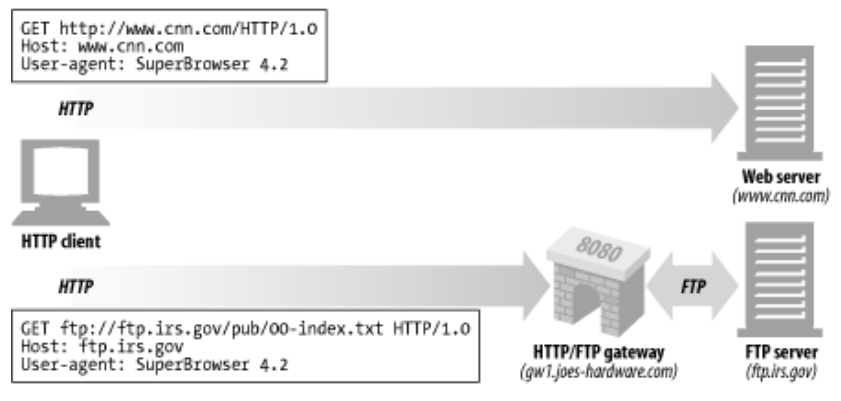 GET http://www.cnn.com/HTTP/1.0
Host: www.cnn.com
User-agent: SuperBrowser 4.2
HTTP
Web server
(www.cnn.com)
HTTP client
8080
HTTP
FTP
GET ftp://ftp.irs.gov/pub/00-index.txt HTTP/1.0
Host: ftp.irs.gov
User-agent: SuperBrowser 4.2
HTTP/FTP gateway
(gw1.joes-hardware.com)
FTP server
(ftp.irs.gov)